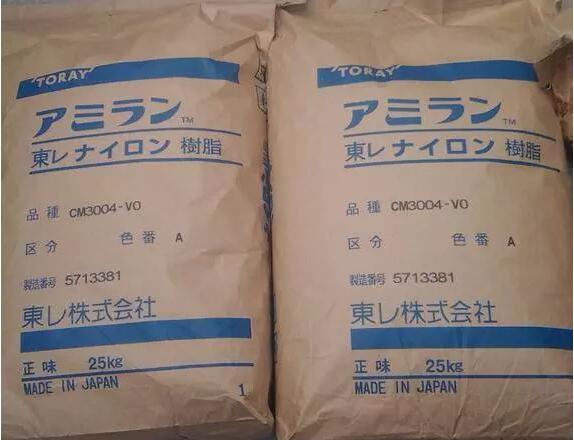 TORAY
アミラン™
東レ ナイロン 樹脂
品種 CM3004-V0
区分 色番 A
製造番号 5713381
東レ株式会社
正味 25kg
MADE IN JAPAN
1
TORAY
アミラン™
東レ ナイロン 樹脂
品種 CM3004-V0
区分 色番 A
製造番号 5713381
東レ株式会社
正味 25kg
MADE IN JAPAN